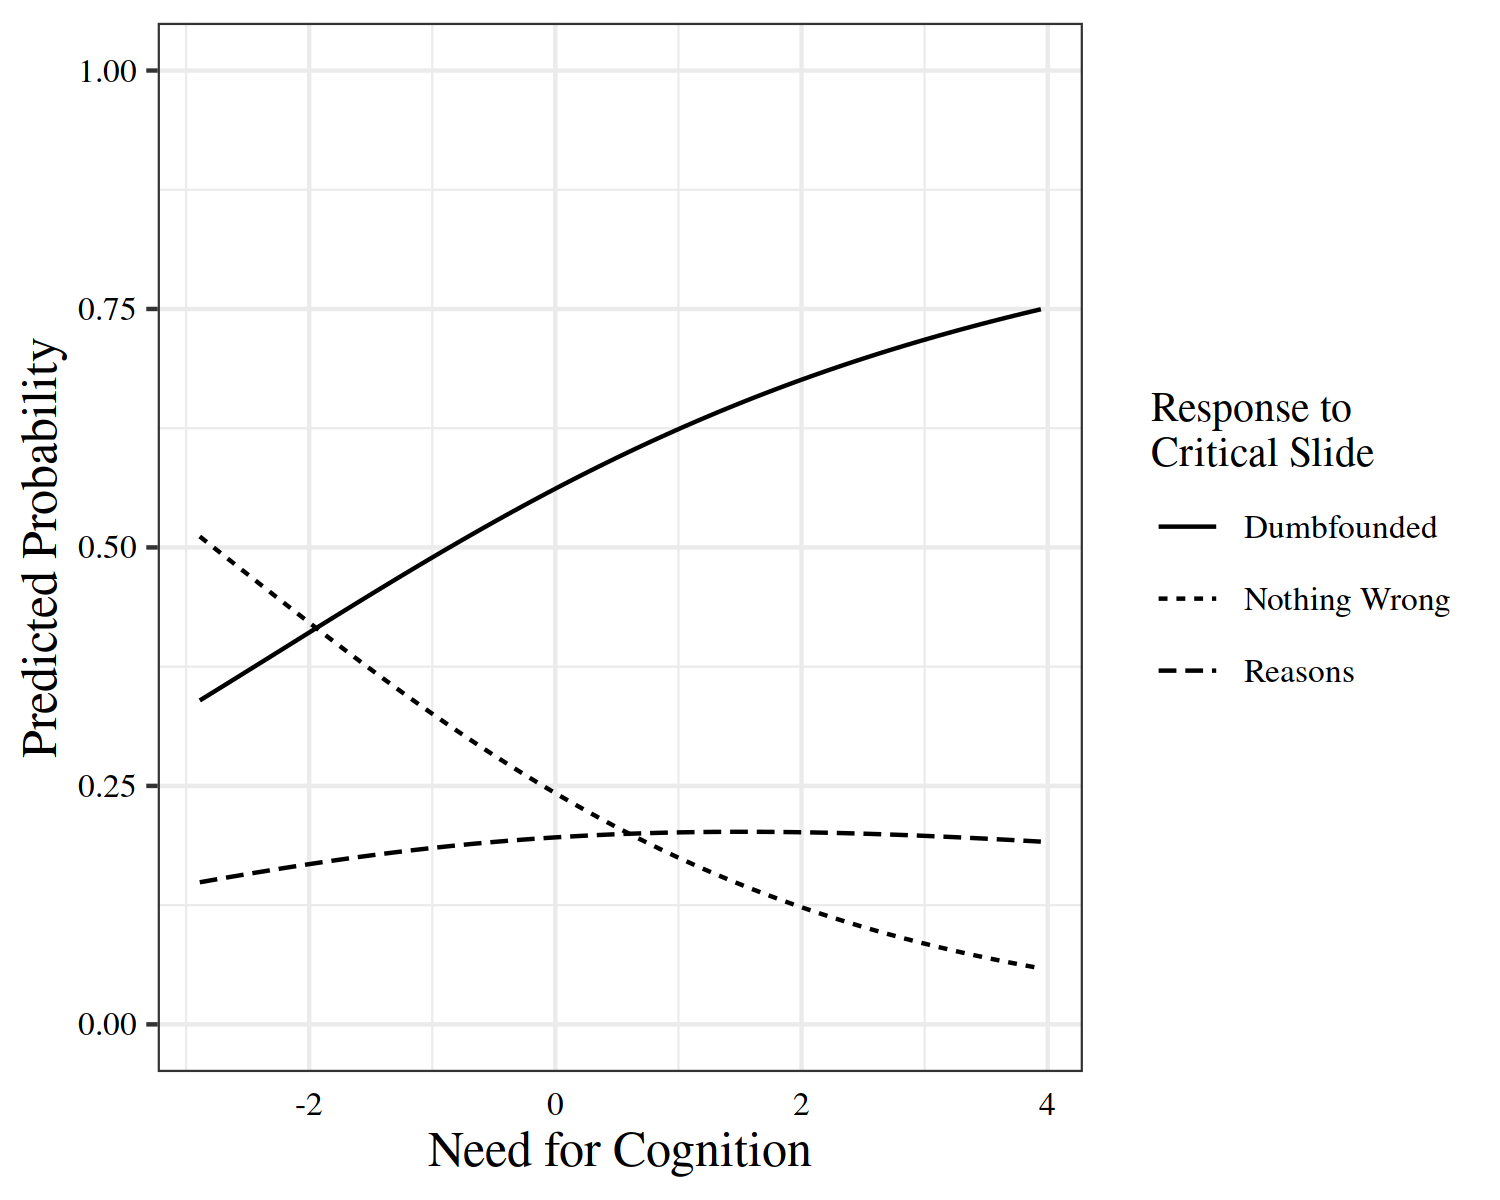 1.00
0.75
0.50
0.25
0.00
Predicted Probability
-2 0 2 4
Need for Cognition
Response to
Critical Slide
Dumbfounded
Nothing Wrong
Reasons